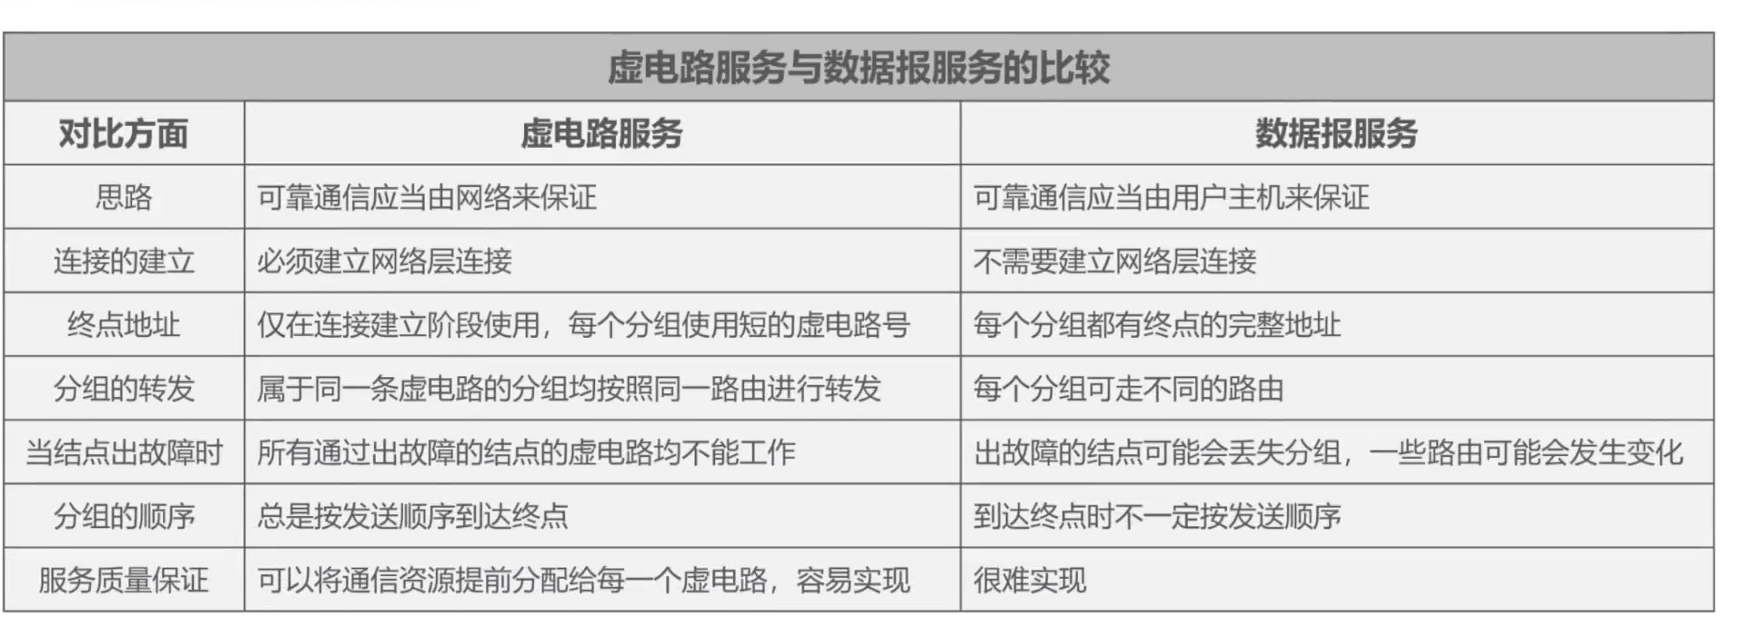 虚电路服务与数据报服务的比较
对比方面 虚电路服务 数据报服务
思路 可靠通信应当由网络来保证 可靠通信应当由用户主机来保证
连接的建立 必须建立网络层连接 不需要建立网络层连接
终点地址 仅在连接建立阶段使用，每个分组使用短的虚电路号 每个分组都有终点的完整地址
分组的转发 属于同一条虚电路的分组均按照同一路由进行转发 每个分组可走不同的路由
当结点出故障时 所有通过出故障的结点的虚电路均不能工作 出故障的结点可能会丢失分组，一些路由可能会发生变化
分组的顺序 总是按发送顺序到达终点 到达终点时不一定按发送顺序
服务质量保证 可以将通信资源提前分配给每一个虚电路，容易实现 很难实现